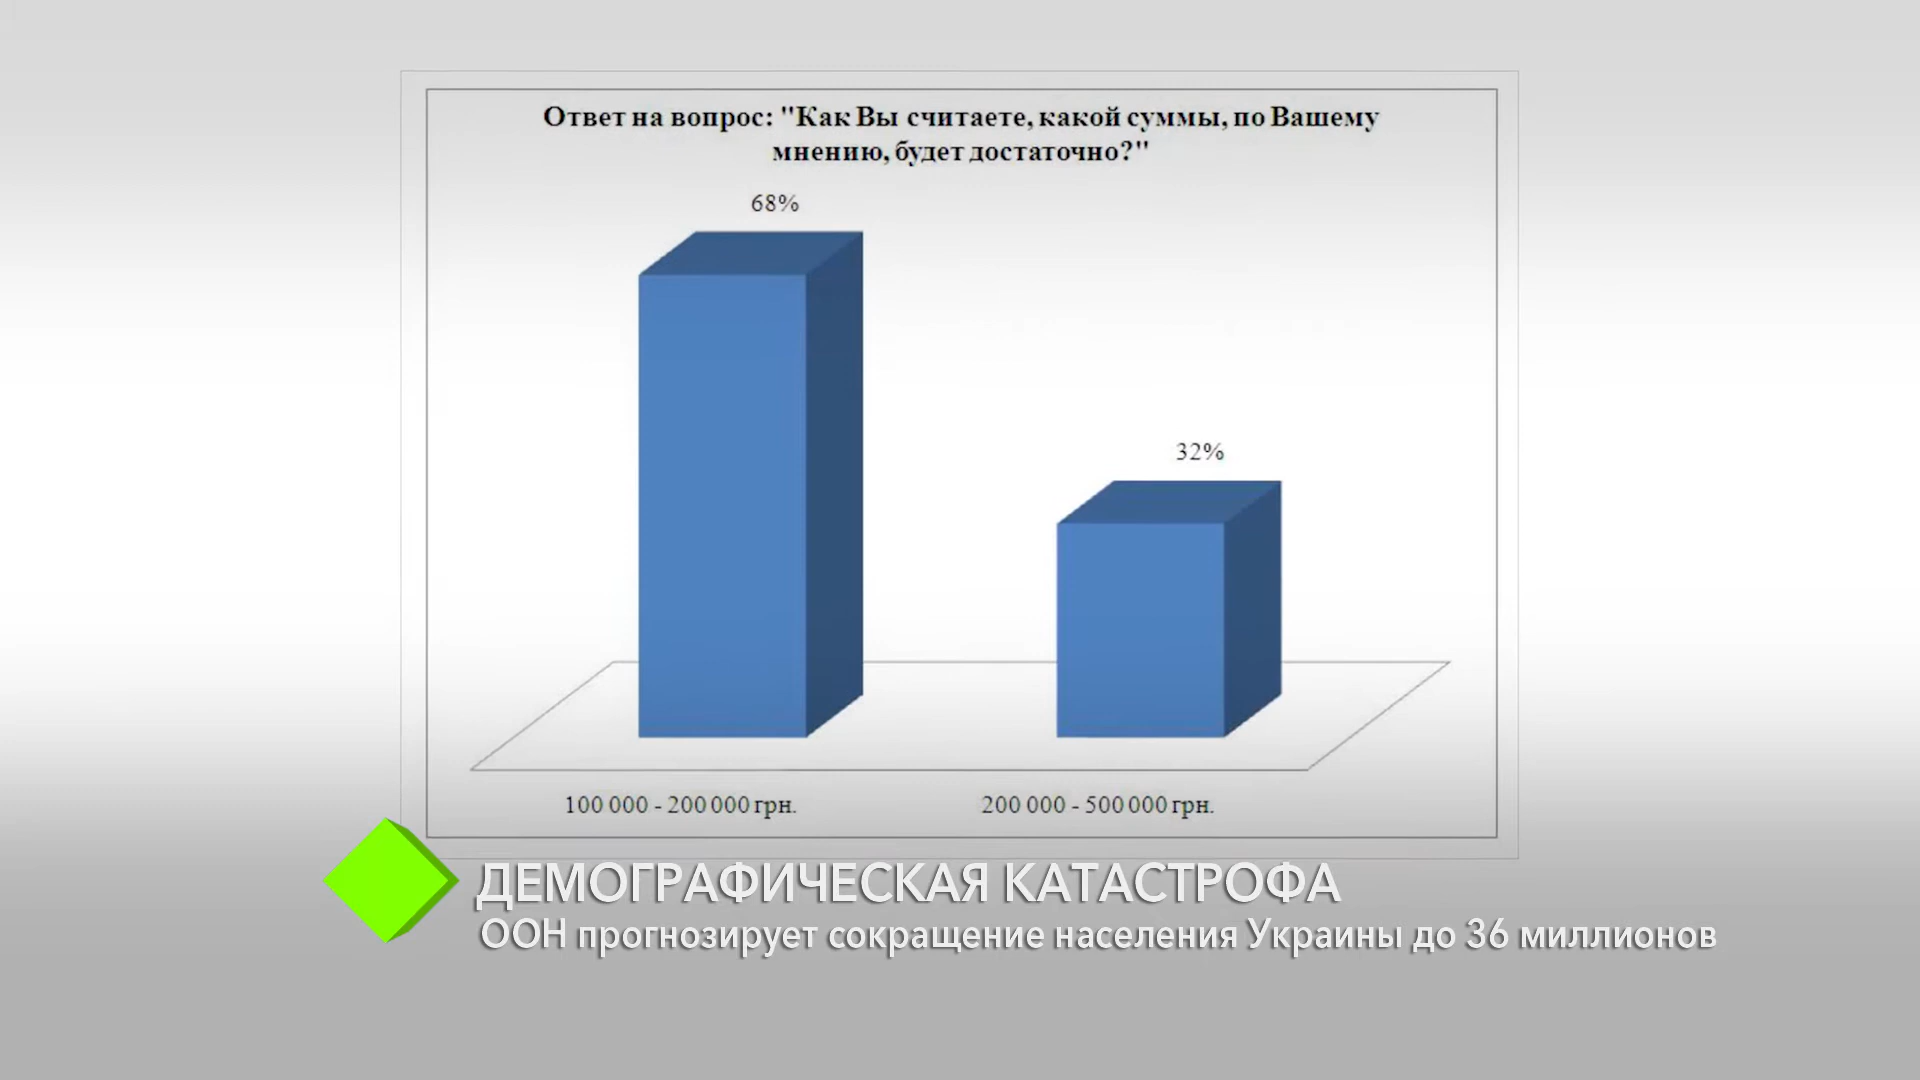 Ответ на вопрос: "Как Вы считаете, какой суммы, по Вашему
мнению, будет достаточно?"
68%
32%
100 000 - 200 000 грн.
200 000 - 500 000 грн.
ДЕМОГРАФИЧЕСКАЯ КАТАСТРОФА
ООН прогнозирует сокращение населения Украины до 36 миллионов